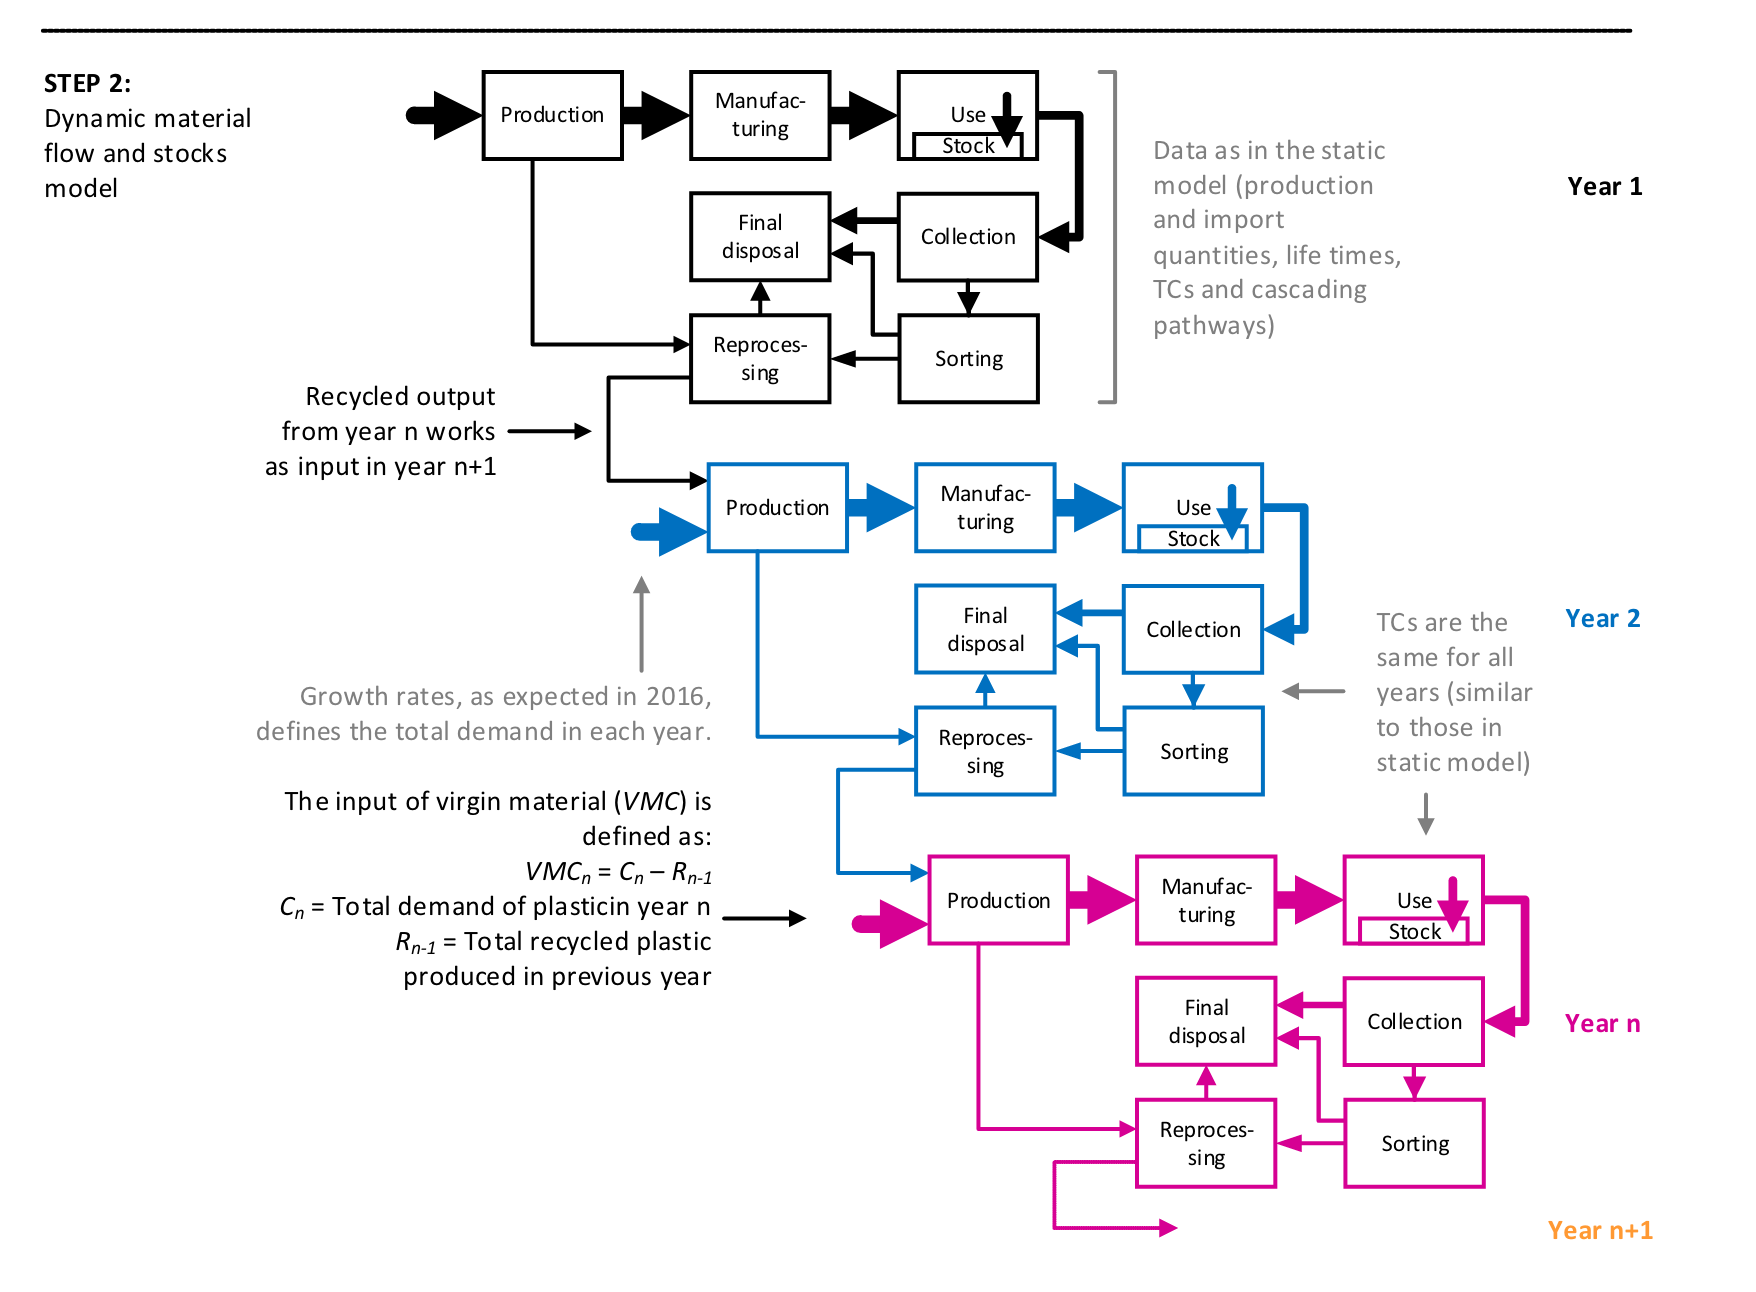 STEP 2:
Dynamic material
flow and stocks
model
Production
Manufac-
turing
Use
Stock
Final
disposal
Collection
Reproces-
sing
Sorting
Data as in the static
model (production
and import
quantities, life times,
TCs and cascading
pathways)
Year 1
Recycled output
from year n works
as input in year n+1
Production
Manufac-
turing
Use
Stock
Final
disposal
Collection
Reproces-
sing
Sorting
TCs are the
same for all
years (similar
to those in
static model)
Year 2
Growth rates, as expected in 2016,
defines the total demand in each year.
The input of virgin material (VMC) is
defined as:
VMCn = Cn – Rn-1
Cn = Total demand of plasticin year n
Rn-1 = Total recycled plastic
produced in previous year
Production
Manufac-
turing
Use
Stock
Final
disposal
Collection
Reproces-
sing
Sorting
Year n
Year n+1